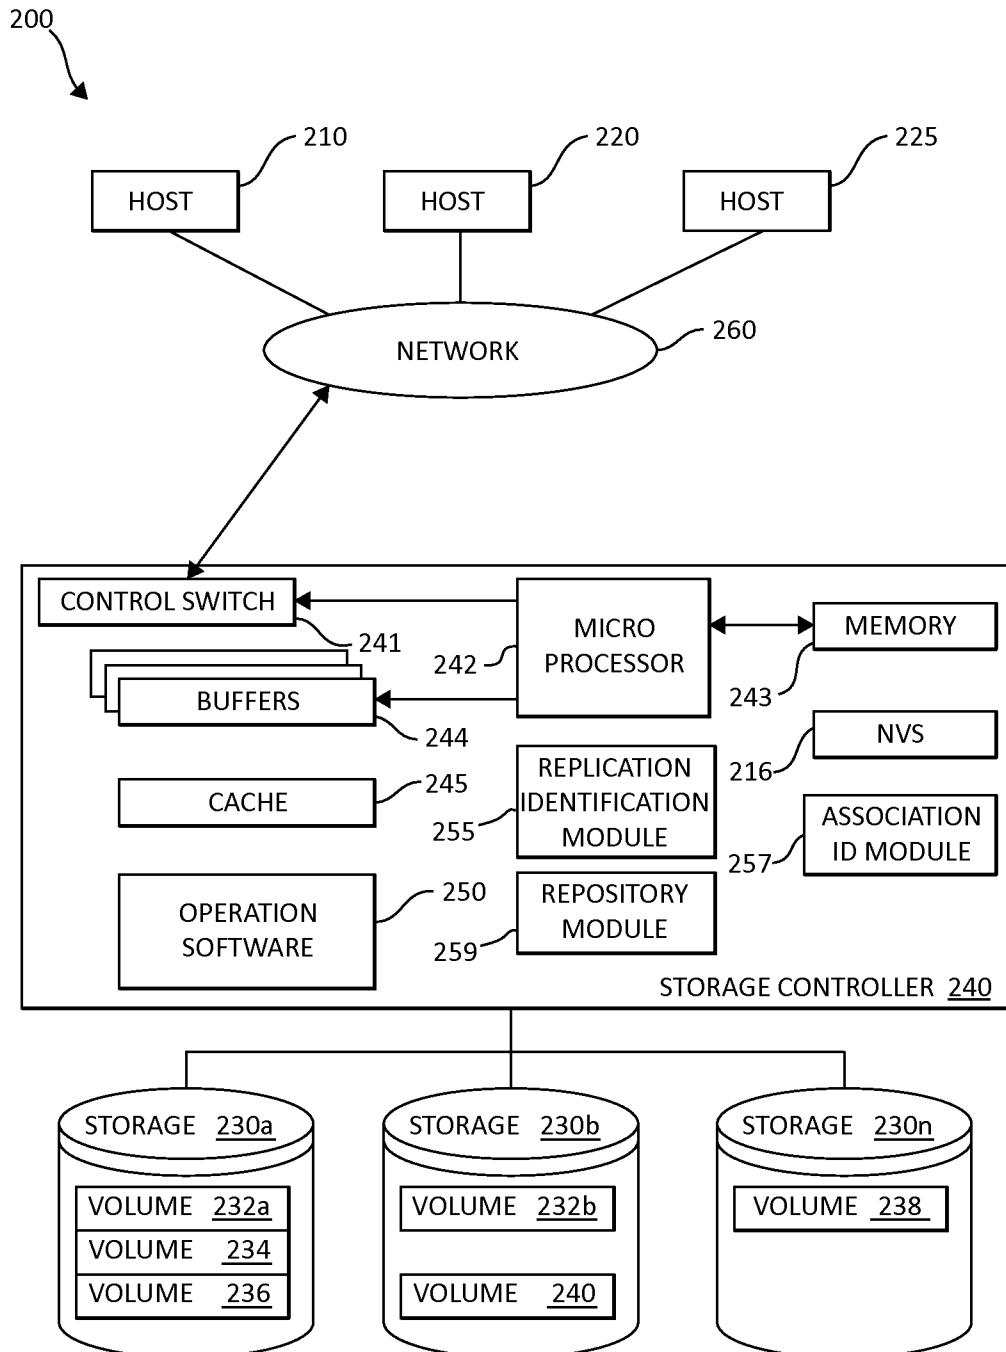 200
210
220
225
HOST
HOST
HOST
260
NETWORK
CONTROL SWITCH
241
MICRO
PROCESSOR
242
MEMORY
243
BUFFERS
244
NVS
216
CACHE
245
REPLICATION
IDENTIFICATION
MODULE
255
ASSOCIATION
ID MODULE
257
OPERATION
SOFTWARE
250
REPOSITORY
MODULE
259
STORAGE CONTROLLER 240
STORAGE 230a
STORAGE 230b
STORAGE 230n
VOLUME 232a
VOLUME 234
VOLUME 236
VOLUME 232b
VOLUME 240
VOLUME 238